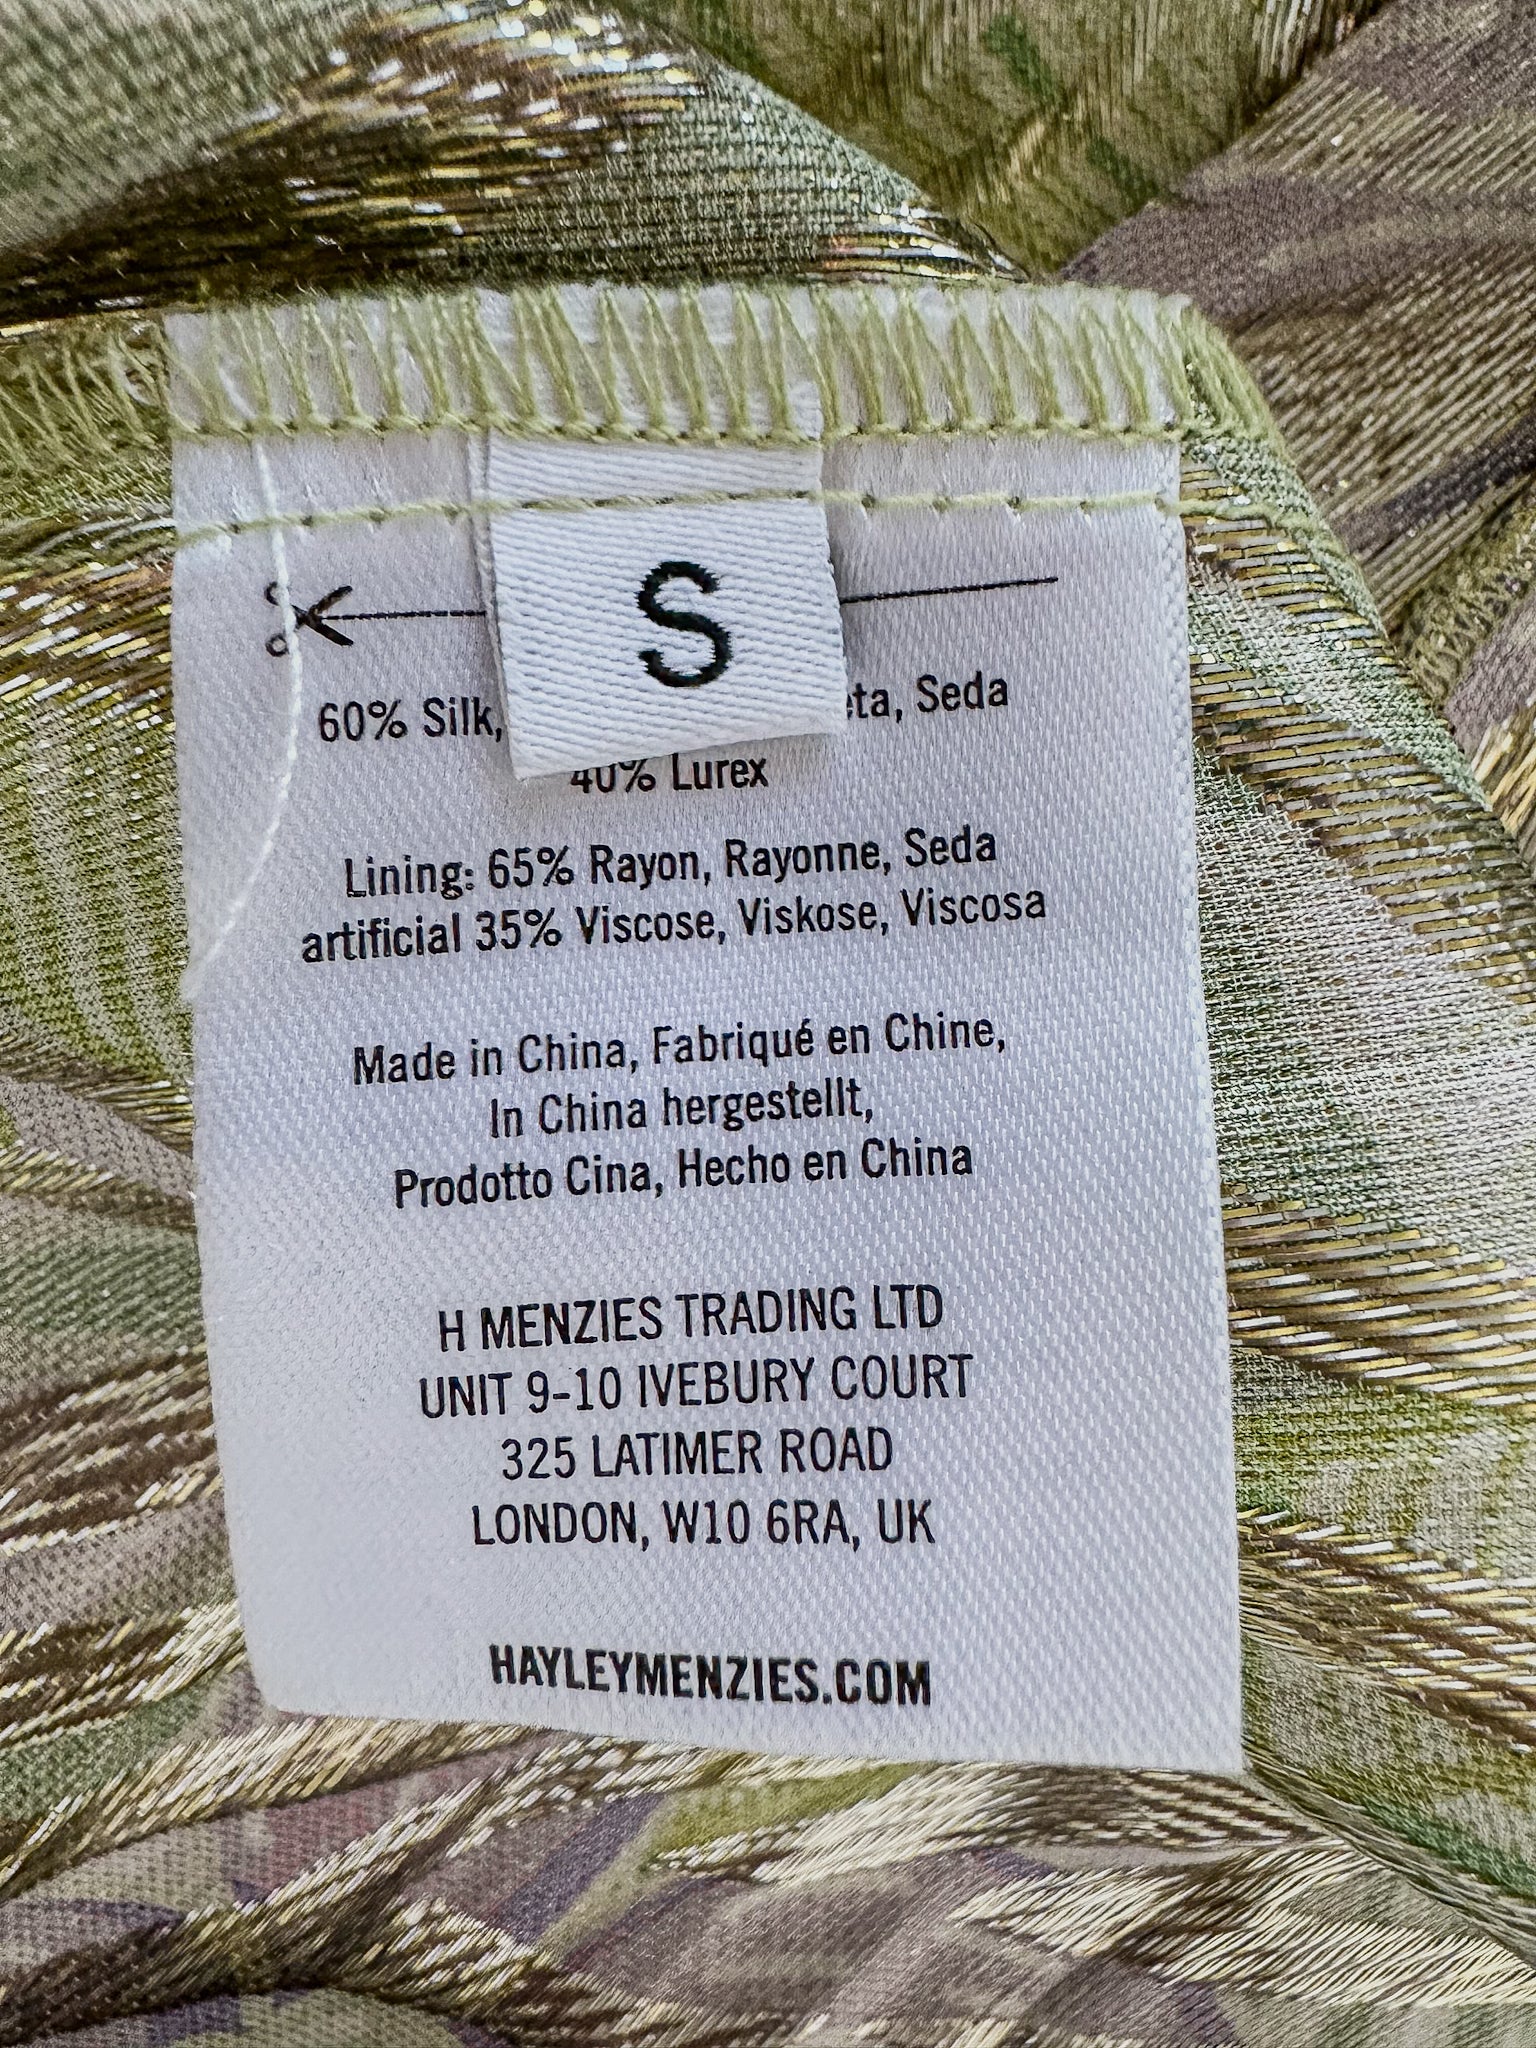 S
60% Silk, Seda
40% Lurex
Lining: 65% Rayon, Rayonne, Seda
artificial 35% Viscose, Viskose, Viscosa
Made in China, Fabriqué en Chine,
In China hergestellt,
Prodotto Cina, Hecho en China
H MENZIES TRADING LTD
UNIT 9-10 IVEBURY COURT
325 LATIMER ROAD
LONDON, W10 6RA, UK
HAYLEYMENZIES.COM